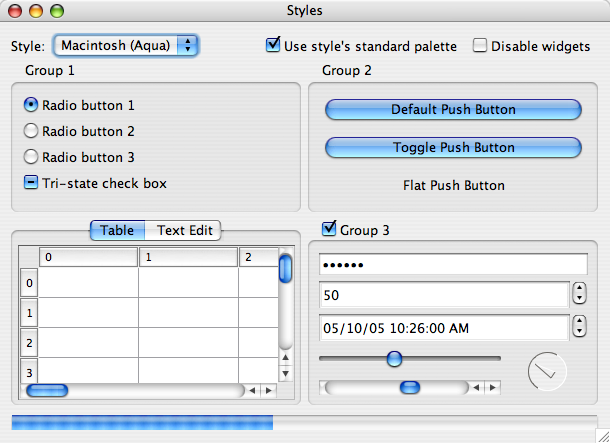 Styles
Style: Macintosh (Aqua) Use style's standard palette Disable widgets
Group 1
Radio button 1
Radio button 2
Radio button 3
Tri-state check box
Group 2
Default Push Button
Toggle Push Button
Flat Push Button
Table Text Edit
0 1 2
0
1
2
3
Group 3
••••••
50
05/10/05 10:26:00 AM